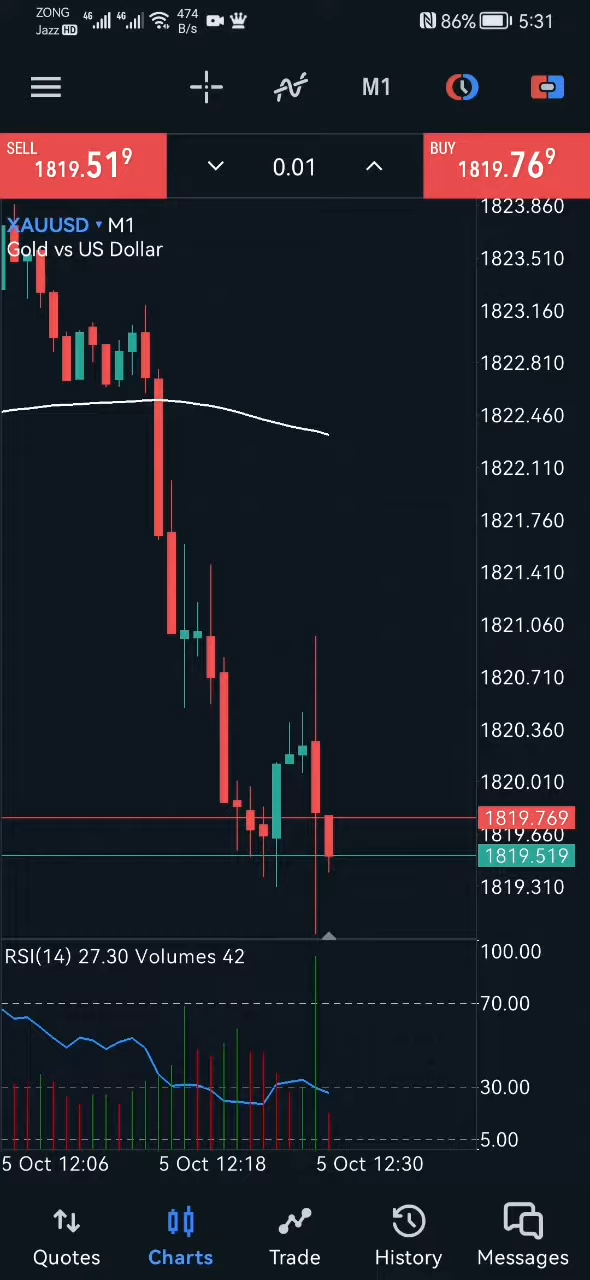 ZONG 4G 4G 474 86% 5:31
Jazz HD B/s
M1
SELL BUY
1819.519 0.01 1819.769
1823.860
XAUUSD M1
Gold vs US Dollar
1823.510
1823.160
1822.810
1822.460
1822.110
1821.760
1821.410
1821.060
1820.710
1820.360
1820.010
1819.769
1819.660
1819.519
1819.310
RSI(14) 27.30 Volumes 42
100.00
70.00
30.00
5.00
5 Oct 12:06 5 Oct 12:18 5 Oct 12:30
Quotes Charts Trade History Messages